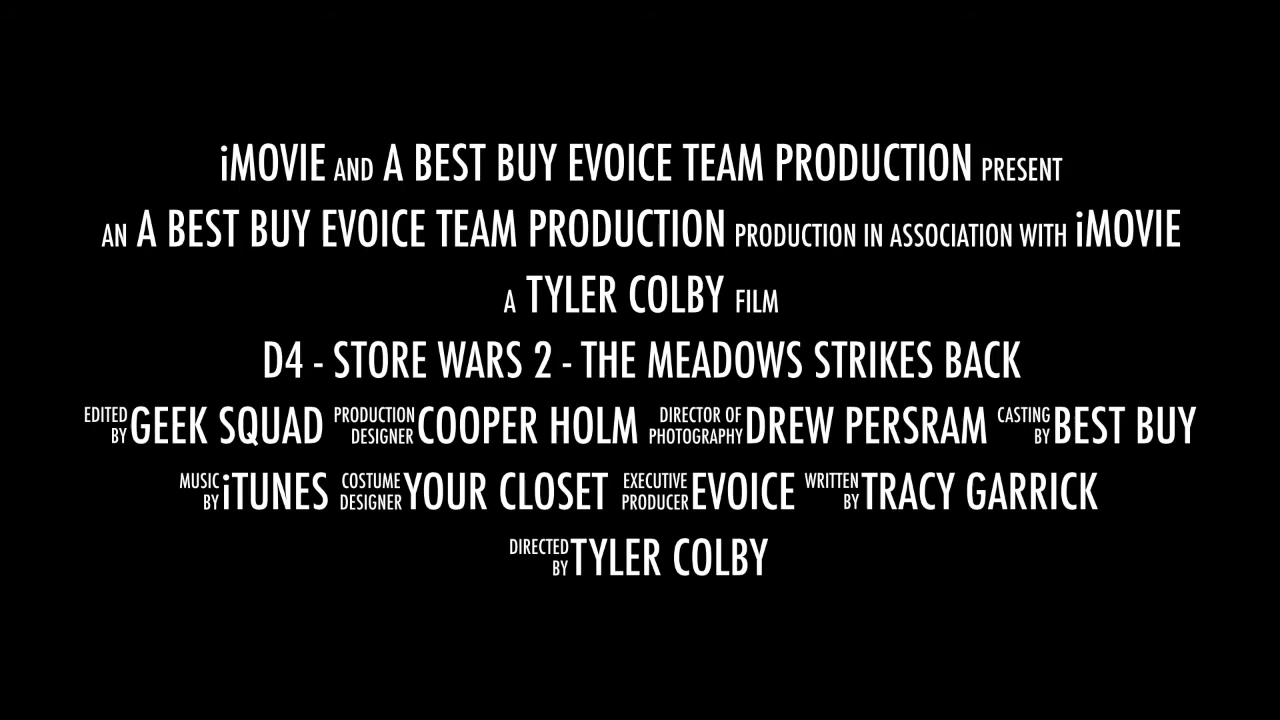 iMOVIE AND A BEST BUY EVOICE TEAM PRODUCTION PRESENT
AN A BEST BUY EVOICE TEAM PRODUCTION PRODUCTION IN ASSOCIATION WITH iMOVIE
A TYLER COLBY FILM
D4 - STORE WARS 2 - THE MEADOWS STRIKES BACK
EDITED BY GEEK SQUAD PRODUCTION DESIGNER COOPER HOLM DIRECTOR OF PHOTOGRAPHY DREW PERSRAM CASTING BY BEST BUY
MUSIC BY iTUNES COSTUME DESIGNER YOUR CLOSET EXECUTIVE PRODUCER EVOICE WRITTEN BY TRACY GARRICK
DIRECTED BY TYLER COLBY